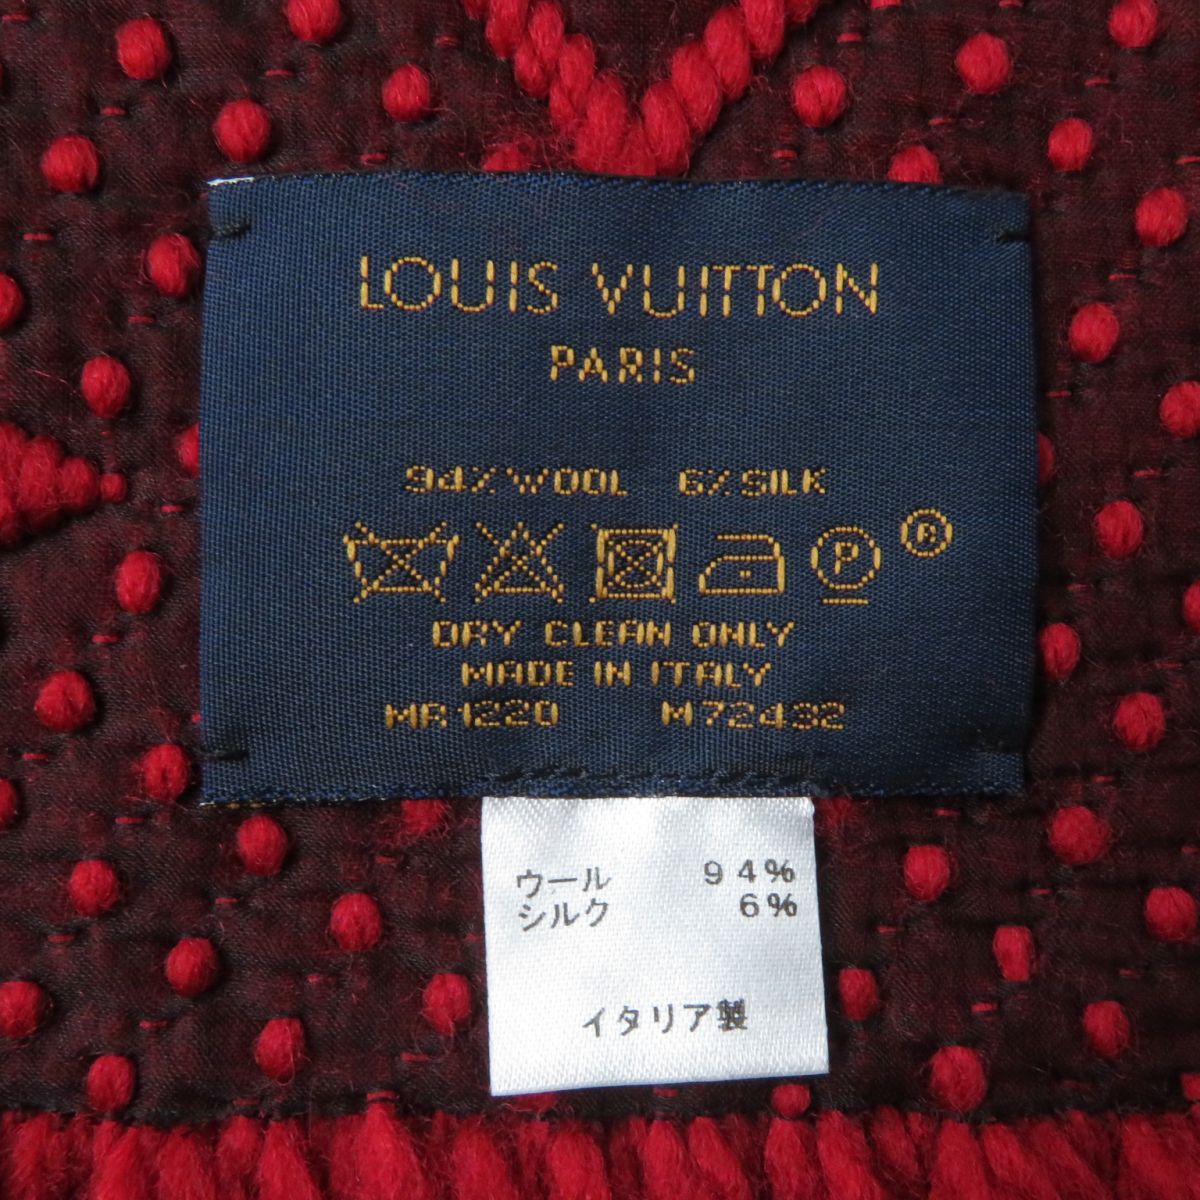 LOUIS VUITTON
PARIS
94% WOOL 6% SILK
P ®
DRY CLEAN ONLY
MADE IN ITALY
MR1220 M72432
ウール 94%
シルク 6%
イタリア製